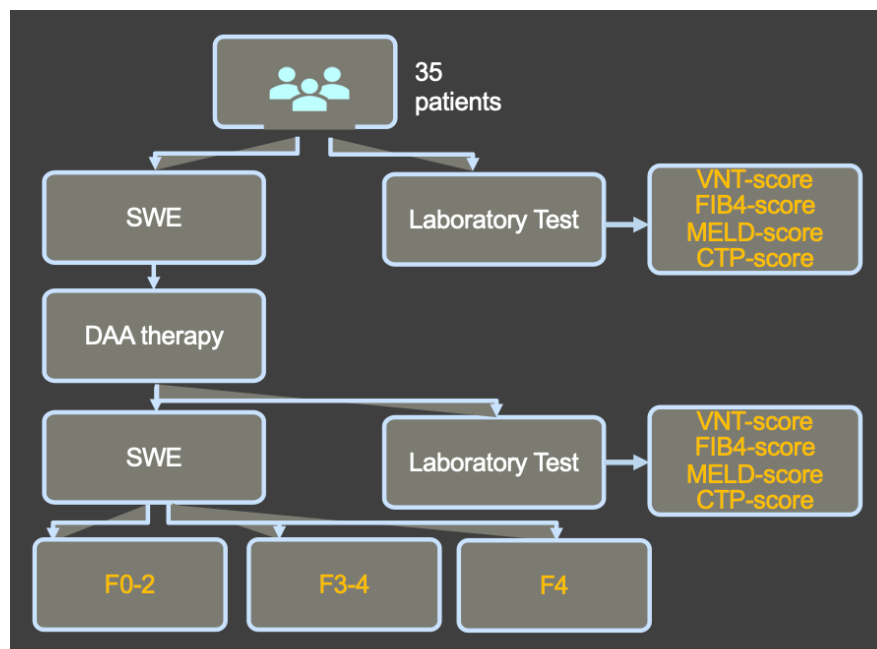 35
patients
SWE
Laboratory Test
VNT-score
FIB4-score
MELD-score
CTP-score
DAA therapy
SWE
Laboratory Test
VNT-score
FIB4-score
MELD-score
CTP-score
F0-2
F3-4
F4